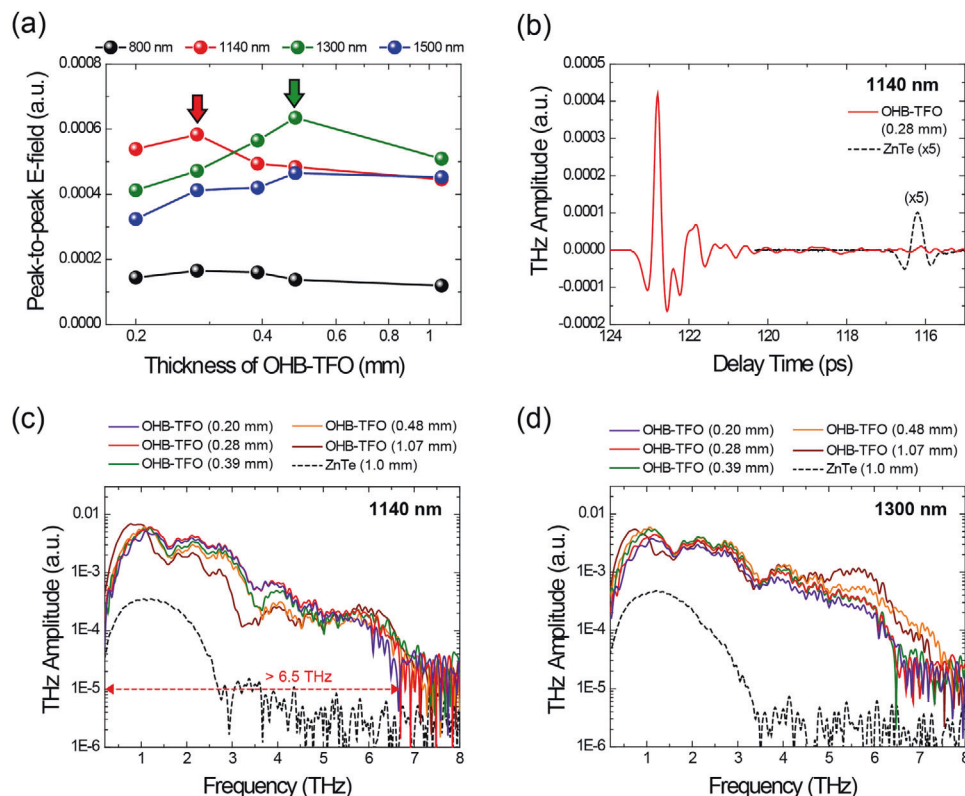 (a)
800 nm 1140 nm 1300 nm 1500 nm
0.0008
0.0006
0.0004
0.0002
0.0000
Peak-to-peak E-field (a.u.)
0.2 0.4 0.6 0.8 1
Thickness of OHB-TFO (mm)
(b)
1140 nm
OHB-TFO
(0.28 mm)
ZnTe (x5)
(x5)
0.0005
0.0004
0.0003
0.0002
0.0001
0.0000
-0.0001
-0.0002
THz Amplitude (a.u.)
124 122 120 118 116
Delay Time (ps)
(c)
OHB-TFO (0.20 mm) OHB-TFO (0.48 mm)
OHB-TFO (0.28 mm) OHB-TFO (1.07 mm)
OHB-TFO (0.39 mm) ZnTe (1.0 mm)
1140 nm
0.01
1E-3
1E-4
1E-5
1E-6
THz Amplitude (a.u.)
> 6.5 THz
1 2 3 4 5 6 7 8
Frequency (THz)
(d)
OHB-TFO (0.20 mm) OHB-TFO (0.48 mm)
OHB-TFO (0.28 mm) OHB-TFO (1.07 mm)
OHB-TFO (0.39 mm) ZnTe (1.0 mm)
1300 nm
0.01
1E-3
1E-4
1E-5
1E-6
THz Amplitude (a.u.)
1 2 3 4 5 6 7 8
Frequency (THz)